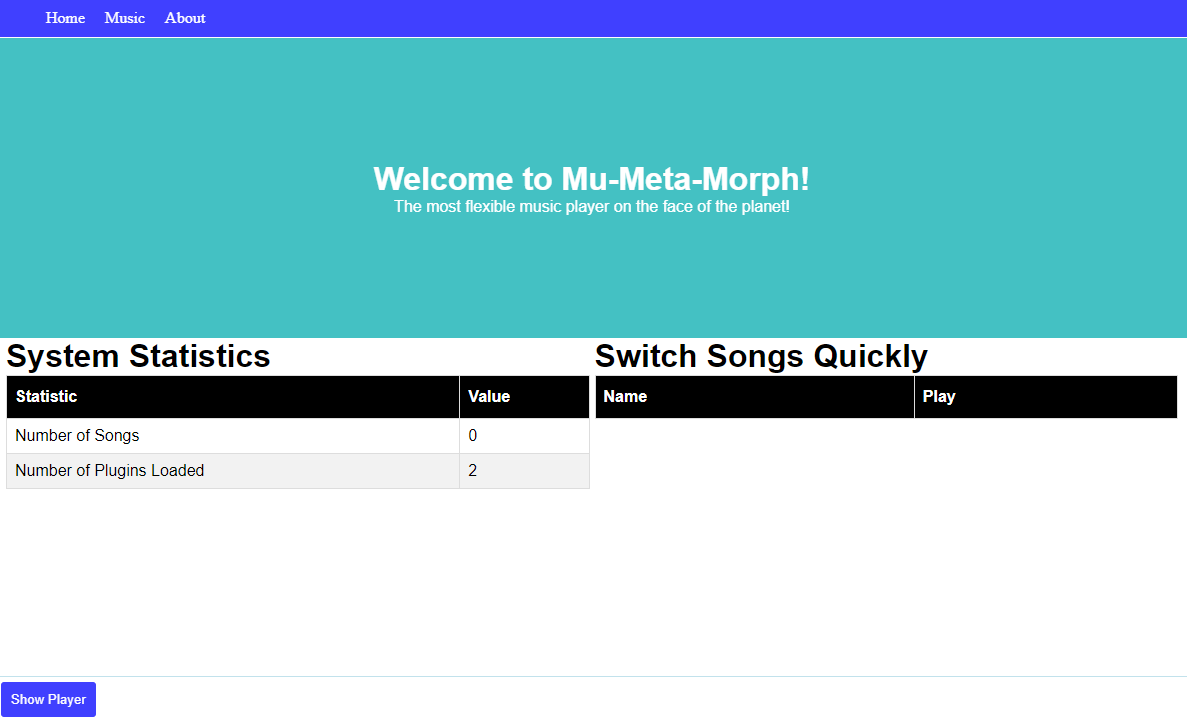 Home Music About
Welcome to Mu-Meta-Morph!
The most flexible music player on the face of the planet!
System Statistics
Statistic Value
Number of Songs 0
Number of Plugins Loaded 2
Switch Songs Quickly
Name Play
Show Player